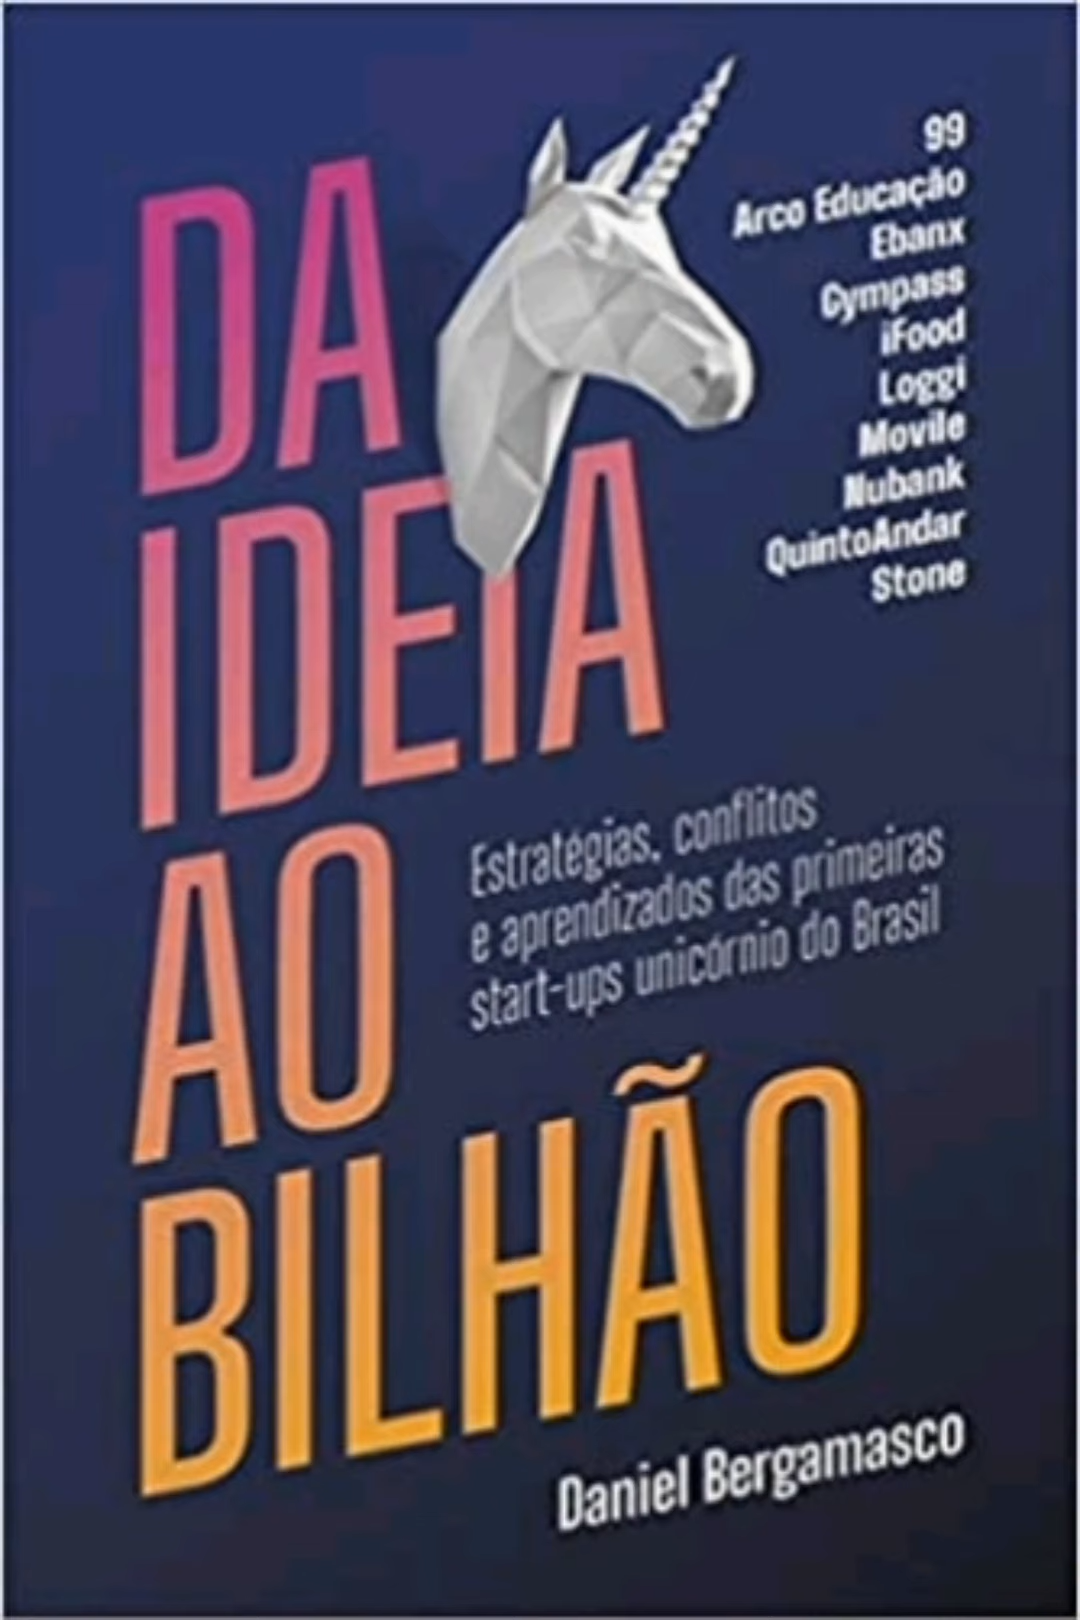 99
Arco Educação
Ebanx
Gympass
iFood
Loggi
Movile
Nubank
QuintoAndar
Stone
DA
IDEIA
AO
BILHÃO
Estratégias, conflitos
e aprendizados das primeiras
start-ups unicórnio do Brasil
Daniel Bergamasco